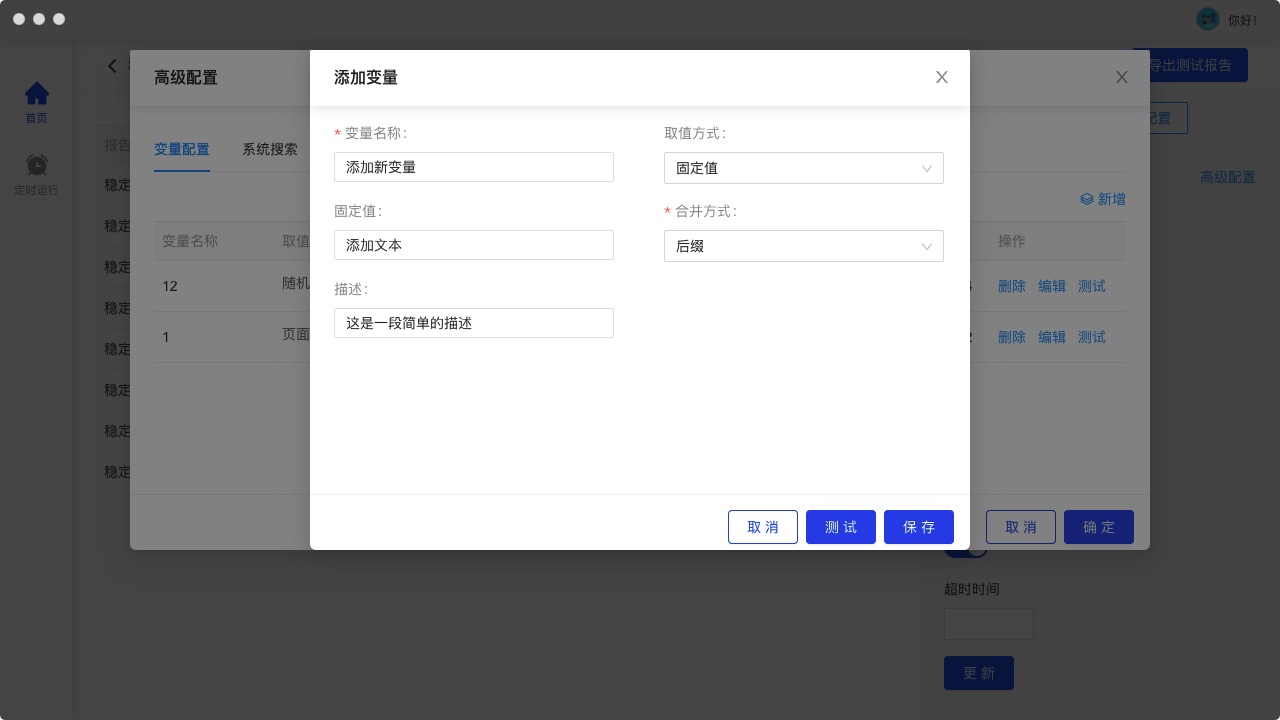 你好！
首页
定时运行
导出测试报告
配置
高级配置
报告
稳定
稳定
稳定
稳定
稳定
稳定
稳定
稳定
超时时间
更 新
高级配置
变量配置
系统搜索
新增
变量名称
取值
操作
12
随机
删除 编辑 测试
1
页面
2
删除 编辑 测试
取 消
确 定
添加变量
* 变量名称：
添加新变量
取值方式：
固定值
固定值：
添加文本
* 合并方式：
后缀
描述：
这是一段简单的描述
取 消
测 试
保 存